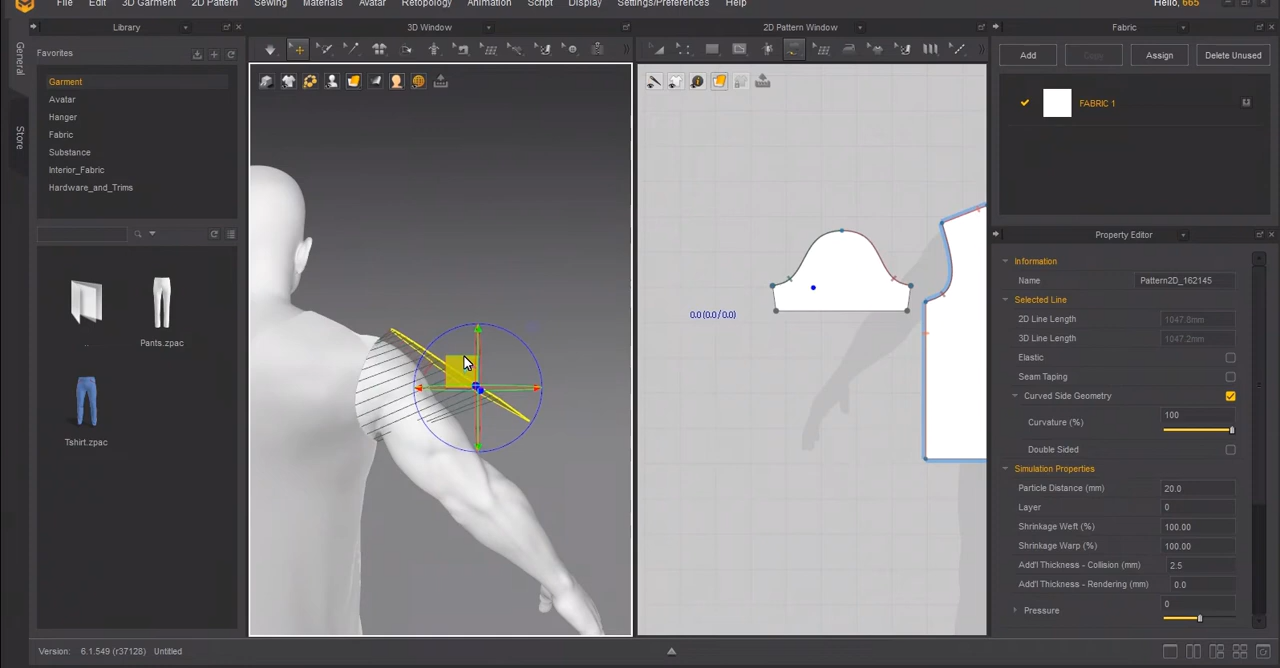 File Edit 3D Garment 2D Pattern Sewing Materials Avatar Retopology Animation Script Display Settings/Preferences Help Hello, 665
Library 3D Window 2D Pattern Window Fabric
General
Store
Favorites
Garment
Avatar
Hanger
Fabric
Substance
Interior_Fabric
Hardware_and_Trims
..
Pants.zpac
Tshirt.zpac
0.0 (0.0 / 0.0)
Add Copy Assign Delete Unused
FABRIC 1
Property Editor
Information
Name Pattern2D_162145
Selected Line
2D Line Length 1047.8mm
3D Line Length 1047.2mm
Elastic
Seam Taping
Curved Side Geometry
Curvature (%) 100
Double Sided
Simulation Properties
Particle Distance (mm) 20.0
Layer 0
Shrinkage Weft (%) 100.00
Shrinkage Warp (%) 100.00
Add'l Thickness - Collision (mm) 2.5
Add'l Thickness - Rendering (mm) 0.0
Pressure 0
Version: 6.1.549 (r37128) Untitled